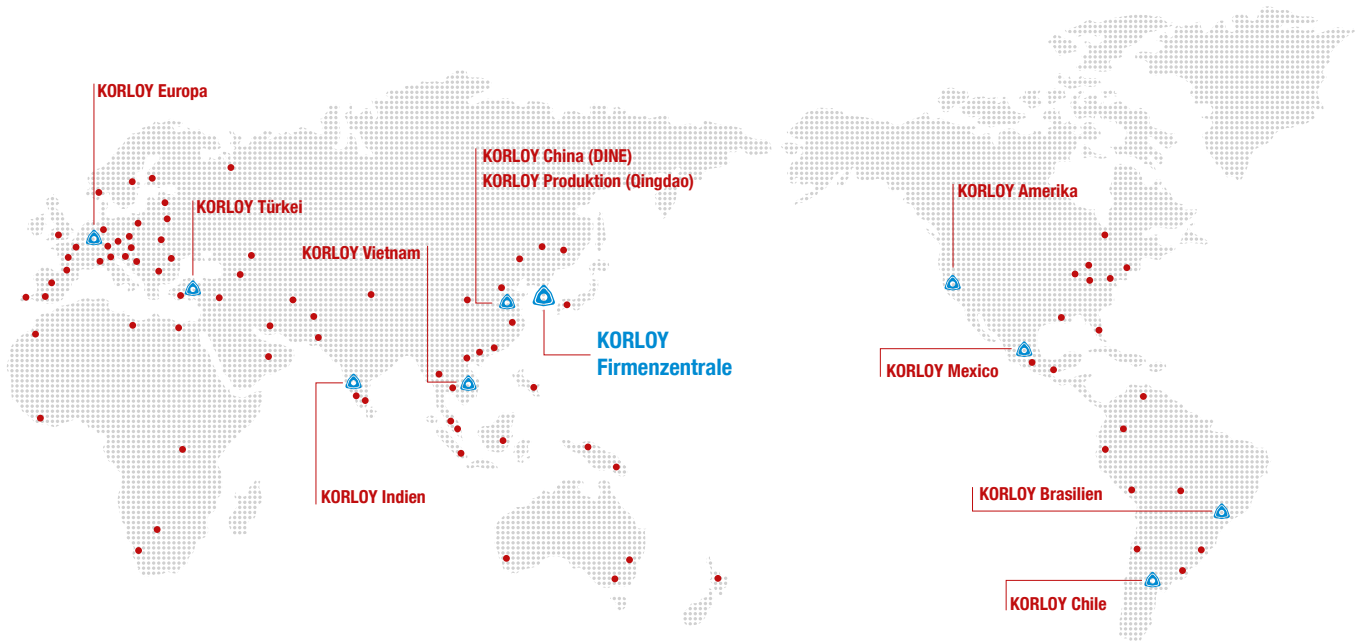 KORLOY Europa
KORLOY China (DINE)
KORLOY Produktion (Qingdao)
KORLOY Amerika
KORLOY Türkei
KORLOY Vietnam
KORLOY
Firmenzentrale
KORLOY Mexico
KORLOY Indien
KORLOY Brasilien
KORLOY Chile